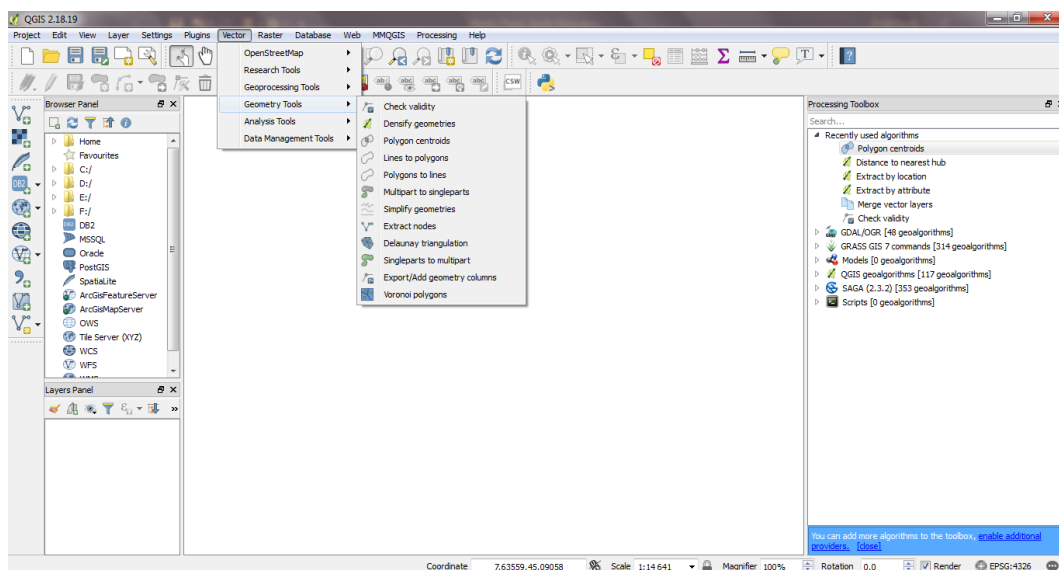 QGIS 2.18.19
Project Edit View Layer Settings Plugins Vector Raster Database Web MMQGIS Processing Help
OpenStreetMap
Research Tools
Geoprocessing Tools
Geometry Tools
Analysis Tools
Data Management Tools
Check validity
Densify geometries
Polygon centroids
Lines to polygons
Polygons to lines
Multipart to singleparts
Simplify geometries
Extract nodes
Delaunay triangulation
Singleparts to multipart
Export/Add geometry columns
Voronoi polygons
abc abc abc abc abc CSW
Browser Panel
Home
Favourites
C:/
D:/
E:/
F:/
DB2
MSSQL
Oracle
PostGIS
SpatiaLite
ArcGisFeatureServer
ArcGisMapServer
OWS
Tile Server (XYZ)
WCS
WFS
DB2
Layers Panel
Processing Toolbox
Search...
Recently used algorithms
Polygon centroids
Distance to nearest hub
Extract by location
Extract by attribute
Merge vector layers
Check validity
GDAL/OGR [48 geoalgorithms]
GRASS GIS 7 commands [314 geoalgorithms]
Models [0 geoalgorithms]
QGIS geoalgorithms [117 geoalgorithms]
SAGA (2.3.2) [353 geoalgorithms]
Scripts [0 geoalgorithms]
You can add more algorithms to the toolbox, enable additional
providers. [close]
Coordinate 7.63559,45.09058 Scale 1:14 641 Magnifier 100% Rotation 0.0 Render EPSG:4326